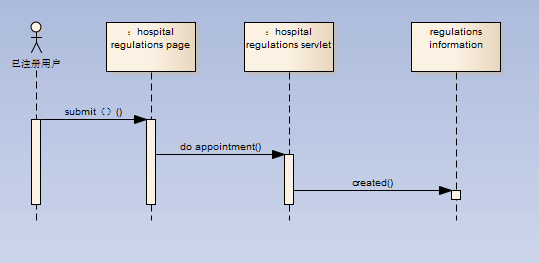 : hospital
regulations page
: hospital
regulations servlet
regulations
information
已注册用户
submit（）()
do appointment()
created()